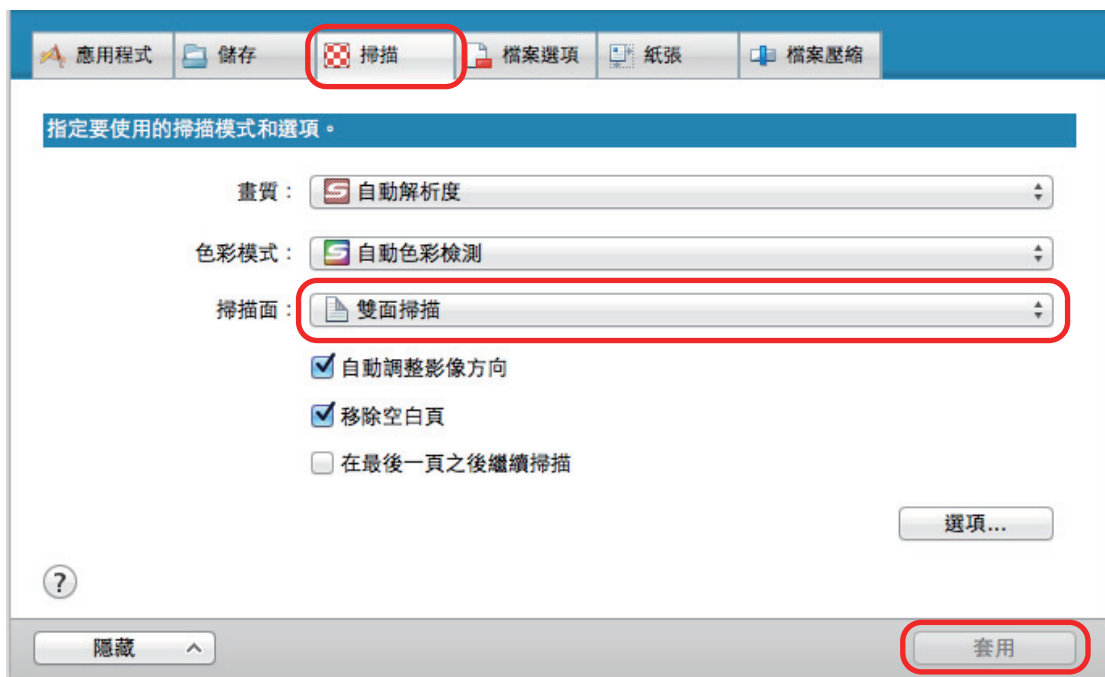 應用程式 儲存 掃描 檔案選項 紙張 檔案壓縮
指定要使用的掃描模式和選項。
畫質： 自動解析度
色彩模式： 自動色彩檢測
掃描面： 雙面掃描
自動調整影像方向
移除空白頁
在最後一頁之後繼續掃描
選項...
?
隱藏 套用